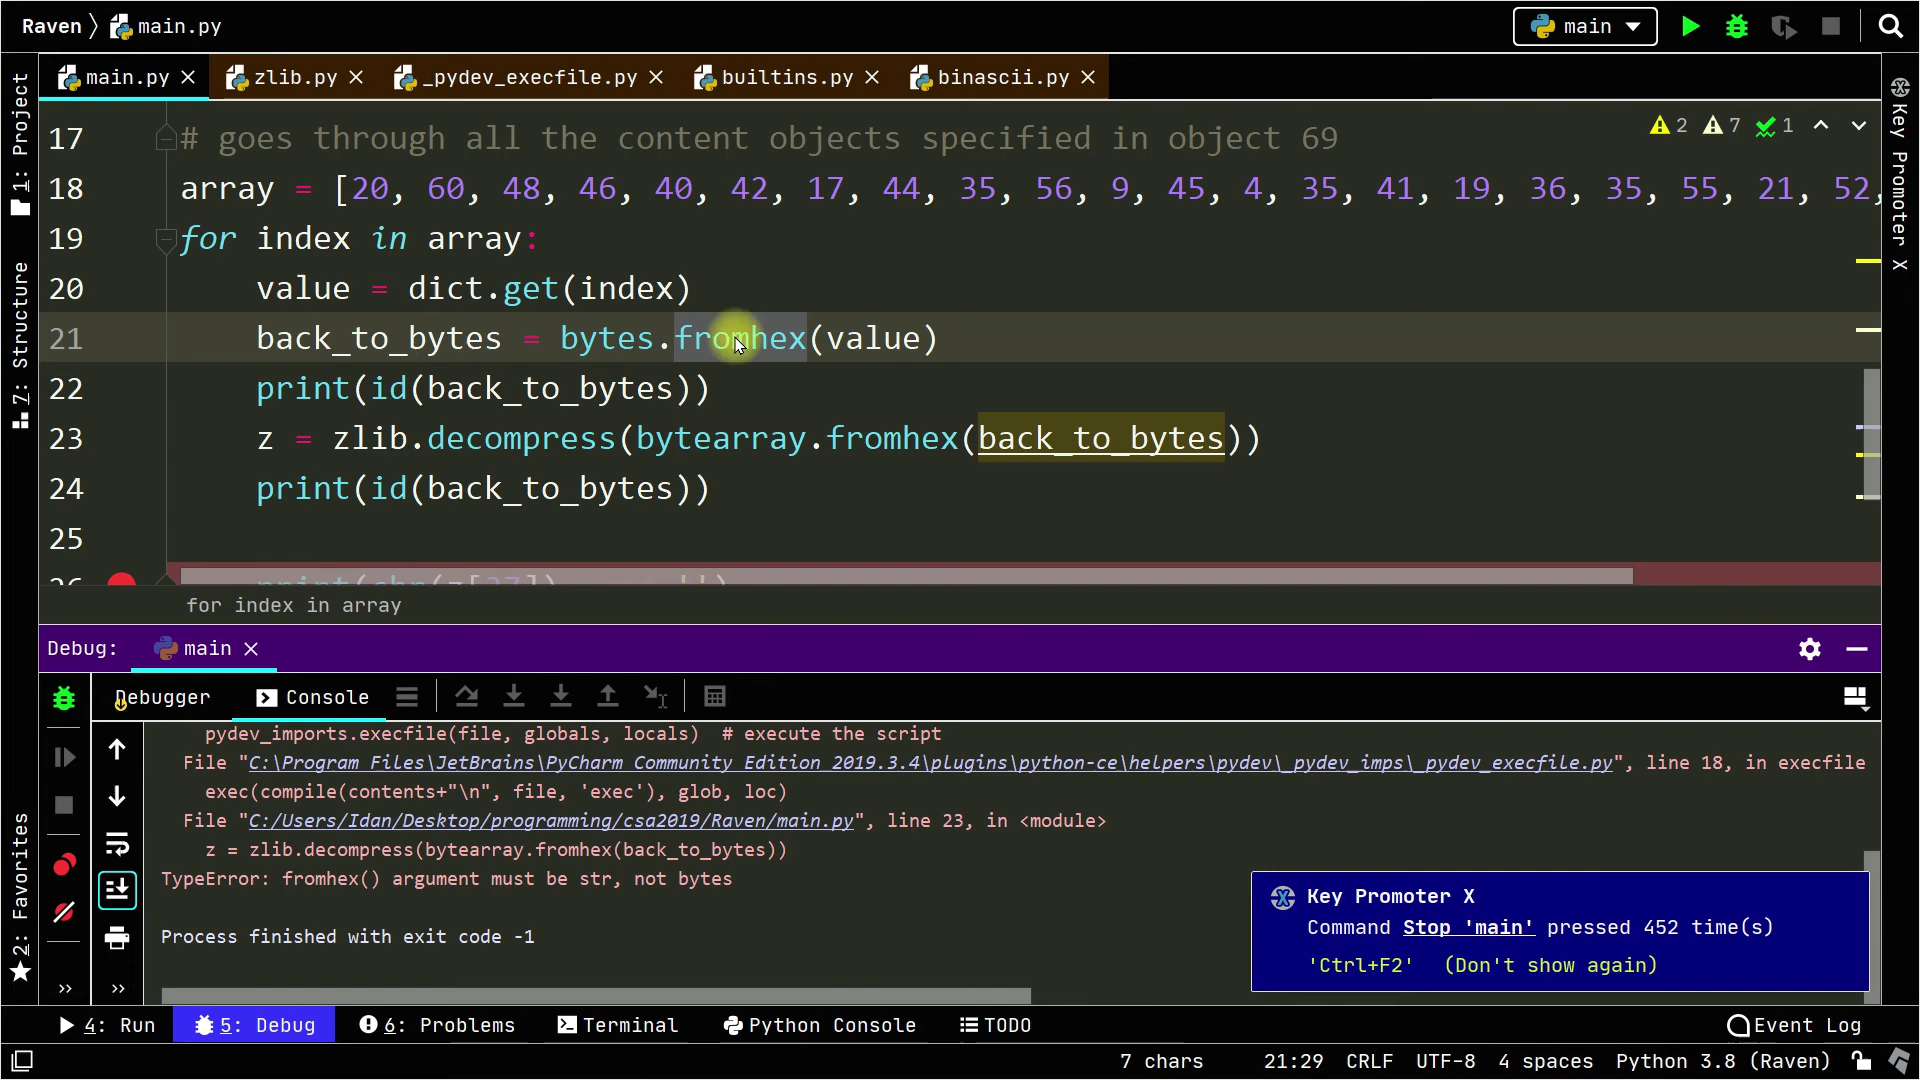 Raven 〉 main.py
main
main.py
zlib.py
_pydev_execfile.py
builtins.py
binascii.py
1: Project
7: Structure
2: Favorites
Key Promoter X
2 7 1
17 # goes through all the content objects specified in object 69
18 array = [20, 60, 48, 46, 40, 42, 17, 44, 35, 56, 9, 45, 4, 35, 41, 19, 36, 35, 55, 21, 52,
19 for index in array:
20 value = dict.get(index)
21 back_to_bytes = bytes.fromhex(value)
22 print(id(back_to_bytes))
23 z = zlib.decompress(bytearray.fromhex(back_to_bytes))
24 print(id(back_to_bytes))
25
for index in array
Debug: main
Debugger Console
pydev_imports.execfile(file, globals, locals)  # execute the script
File "C:\Program Files\JetBrains\PyCharm Community Edition 2019.3.4\plugins\python-ce\helpers\pydev\_pydev_imps\_pydev_execfile.py", line 18, in execfile
exec(compile(contents+"\n", file, 'exec'), glob, loc)
File "C:/Users/Idan/Desktop/programming/csa2019/Raven/main.py", line 23, in <module>
z = zlib.decompress(bytearray.fromhex(back_to_bytes))
TypeError: fromhex() argument must be str, not bytes
Process finished with exit code -1
Key Promoter X
Command Stop 'main' pressed 452 time(s)
'Ctrl+F2' (Don't show again)
4: Run 5: Debug 6: Problems Terminal Python Console TODO Event Log
7 chars 21:29 CRLF UTF-8 4 spaces Python 3.8 (Raven)